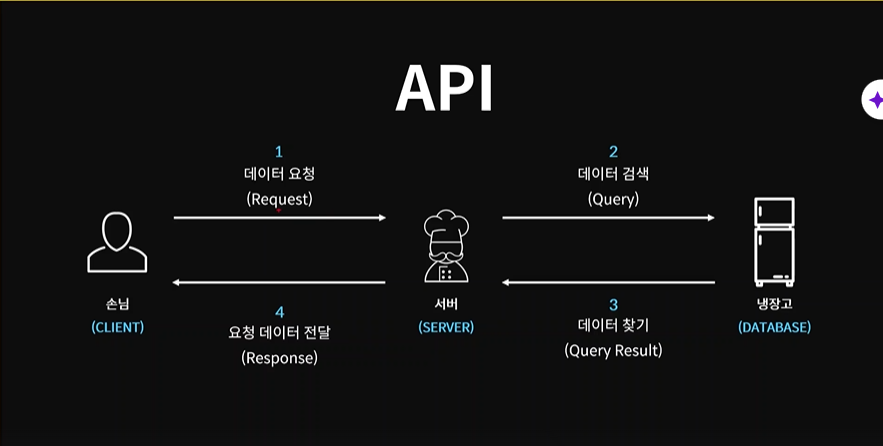 API
1
데이터 요청
(Request)
2
데이터 검색
(Query)
손님
(CLIENT)
4
요청 데이터 전달
(Response)
서버
(SERVER)
3
데이터 찾기
(Query Result)
냉장고
(DATABASE)